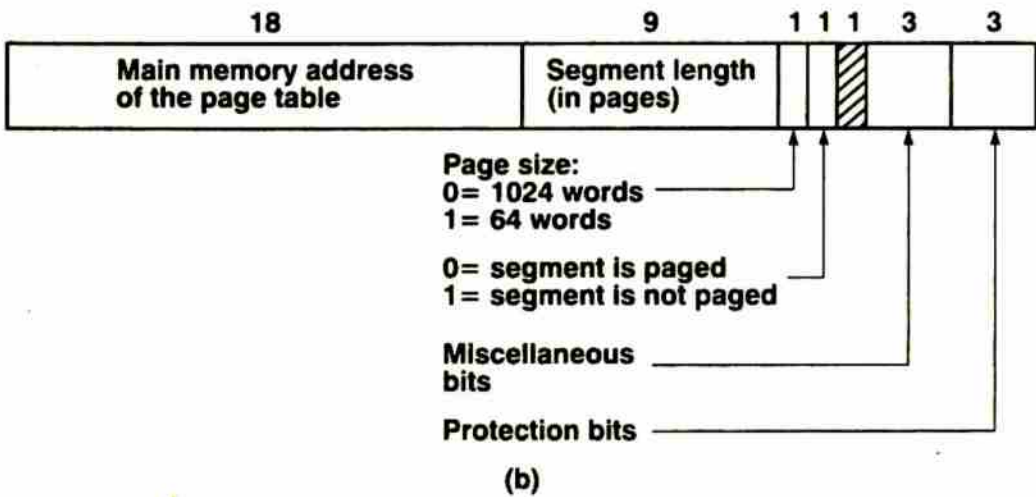 18 9 1 1 1 3 3
Main memory address
of the page table
Segment length
(in pages)
Page size:
0= 1024 words
1= 64 words
0= segment is paged
1= segment is not paged
Miscellaneous
bits
Protection bits
(b)